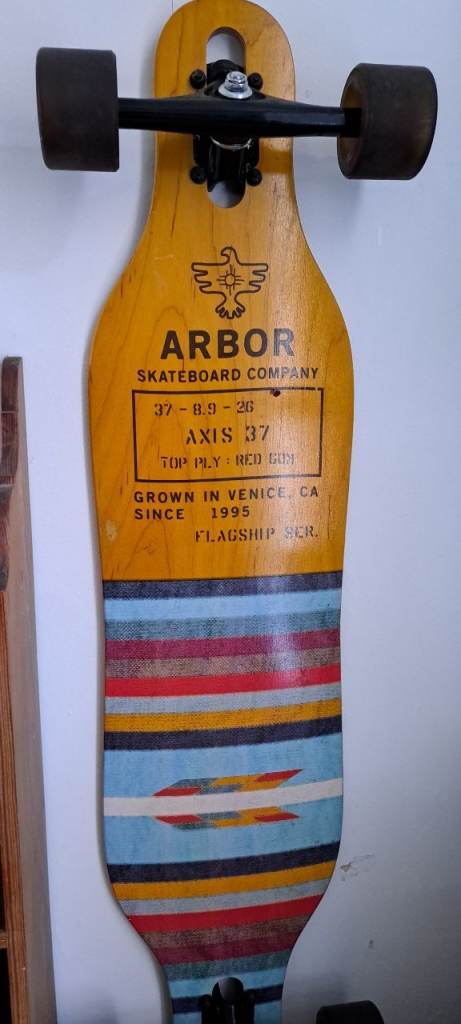 ARBOR
SKATEBOARD COMPANY
37 - 8.9 - 26
AXIS 37
TOP PLY : RED GUM
GROWN IN VENICE, CA
SINCE 1995
FLAGSHIP SER.